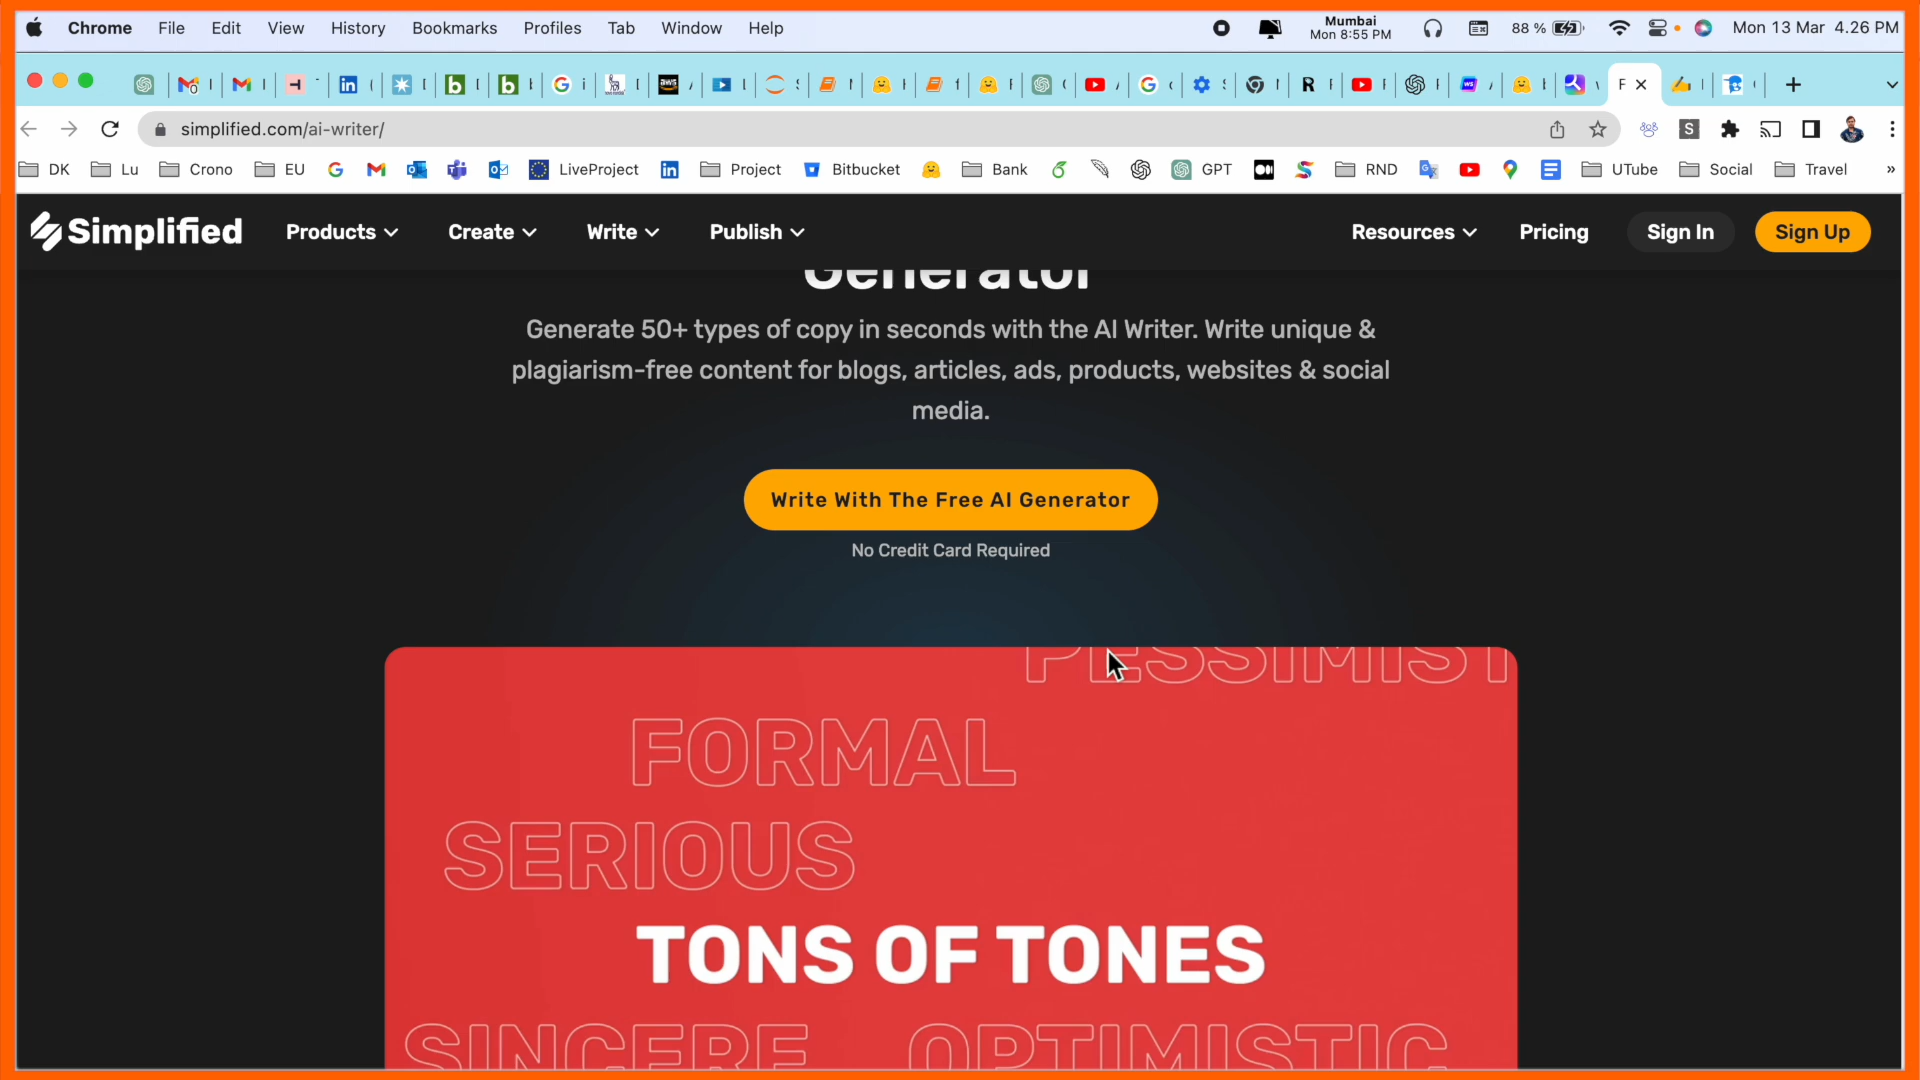 Chrome File Edit View History Bookmarks Profiles Tab Window Help
Mumbai
Mon 8:55 PM
88 %
Mon 13 Mar 4.26 PM
simplified.com/ai-writer/
DK Lu Crono EU LiveProject Project Bitbucket Bank GPT RND UTube Social Travel »
Simplified Products Create Write Publish Resources Pricing Sign In Sign Up
Generator
Generate 50+ types of copy in seconds with the AI Writer. Write unique &
plagiarism-free content for blogs, articles, ads, products, websites & social
media.
Write With The Free AI Generator
No Credit Card Required
PESSIMIST
FORMAL
SERIOUS
TONS OF TONES
SINCERE OPTIMISTIC